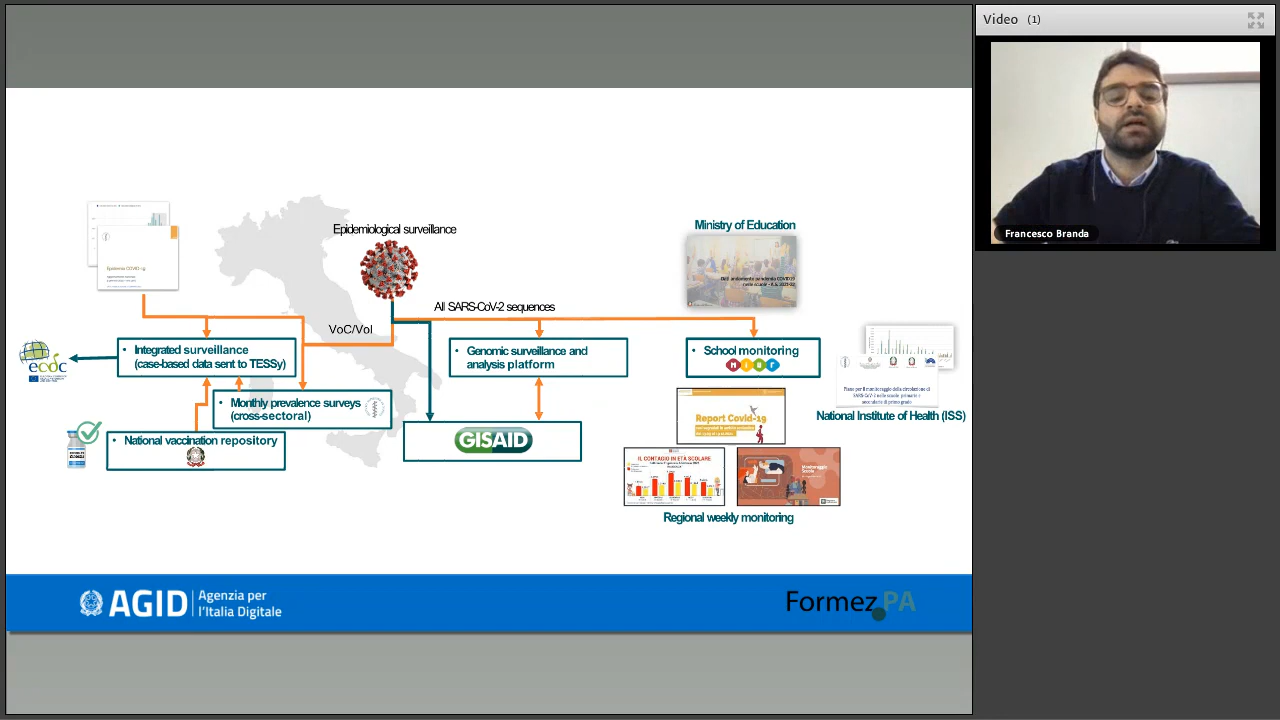 Video (1)
Francesco Branda
Epidemiological surveillance
Ministry of Education
All SARS-CoV-2 sequences
VoC/VoI
ecdc
• Integrated surveillance
(case-based data sent to TESSy)
• Genomic surveillance and
analysis platform
• School monitoring
• Monthly prevalence surveys
(cross-sectoral)
• National vaccination repository
GISAID
Report Covid-19
National Institute of Health (ISS)
IL CONTAGIO IN ETÀ SCOLARE
Monitoraggio
Scuola
Regional weekly monitoring
AGID
Agenzia per
l'Italia Digitale
Formez PA